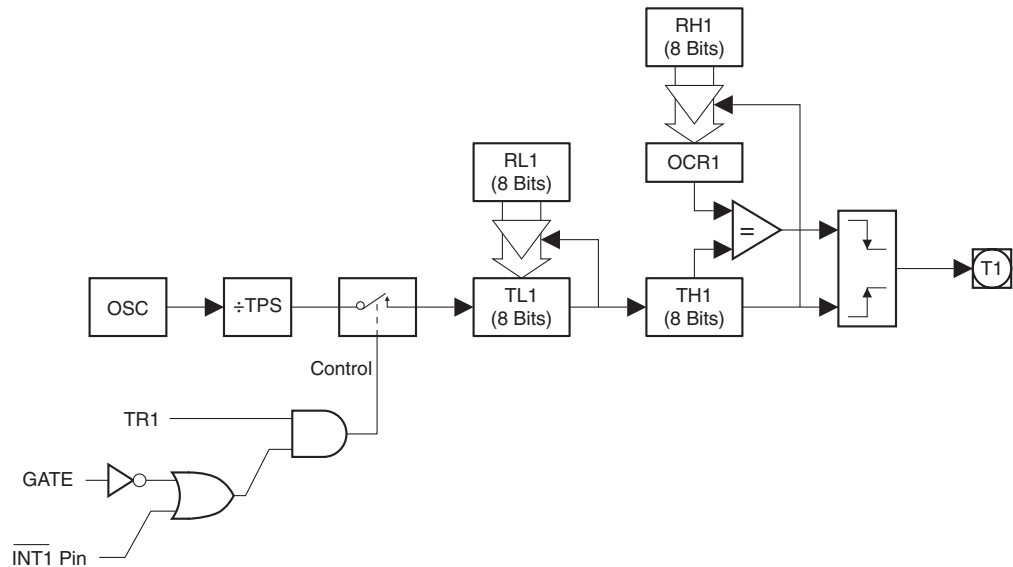 RH1
(8 Bits)
RL1
(8 Bits)
OCR1
=
OSC
÷TPS
TL1
(8 Bits)
TH1
(8 Bits)
T1
Control
TR1
GATE
INT1 Pin